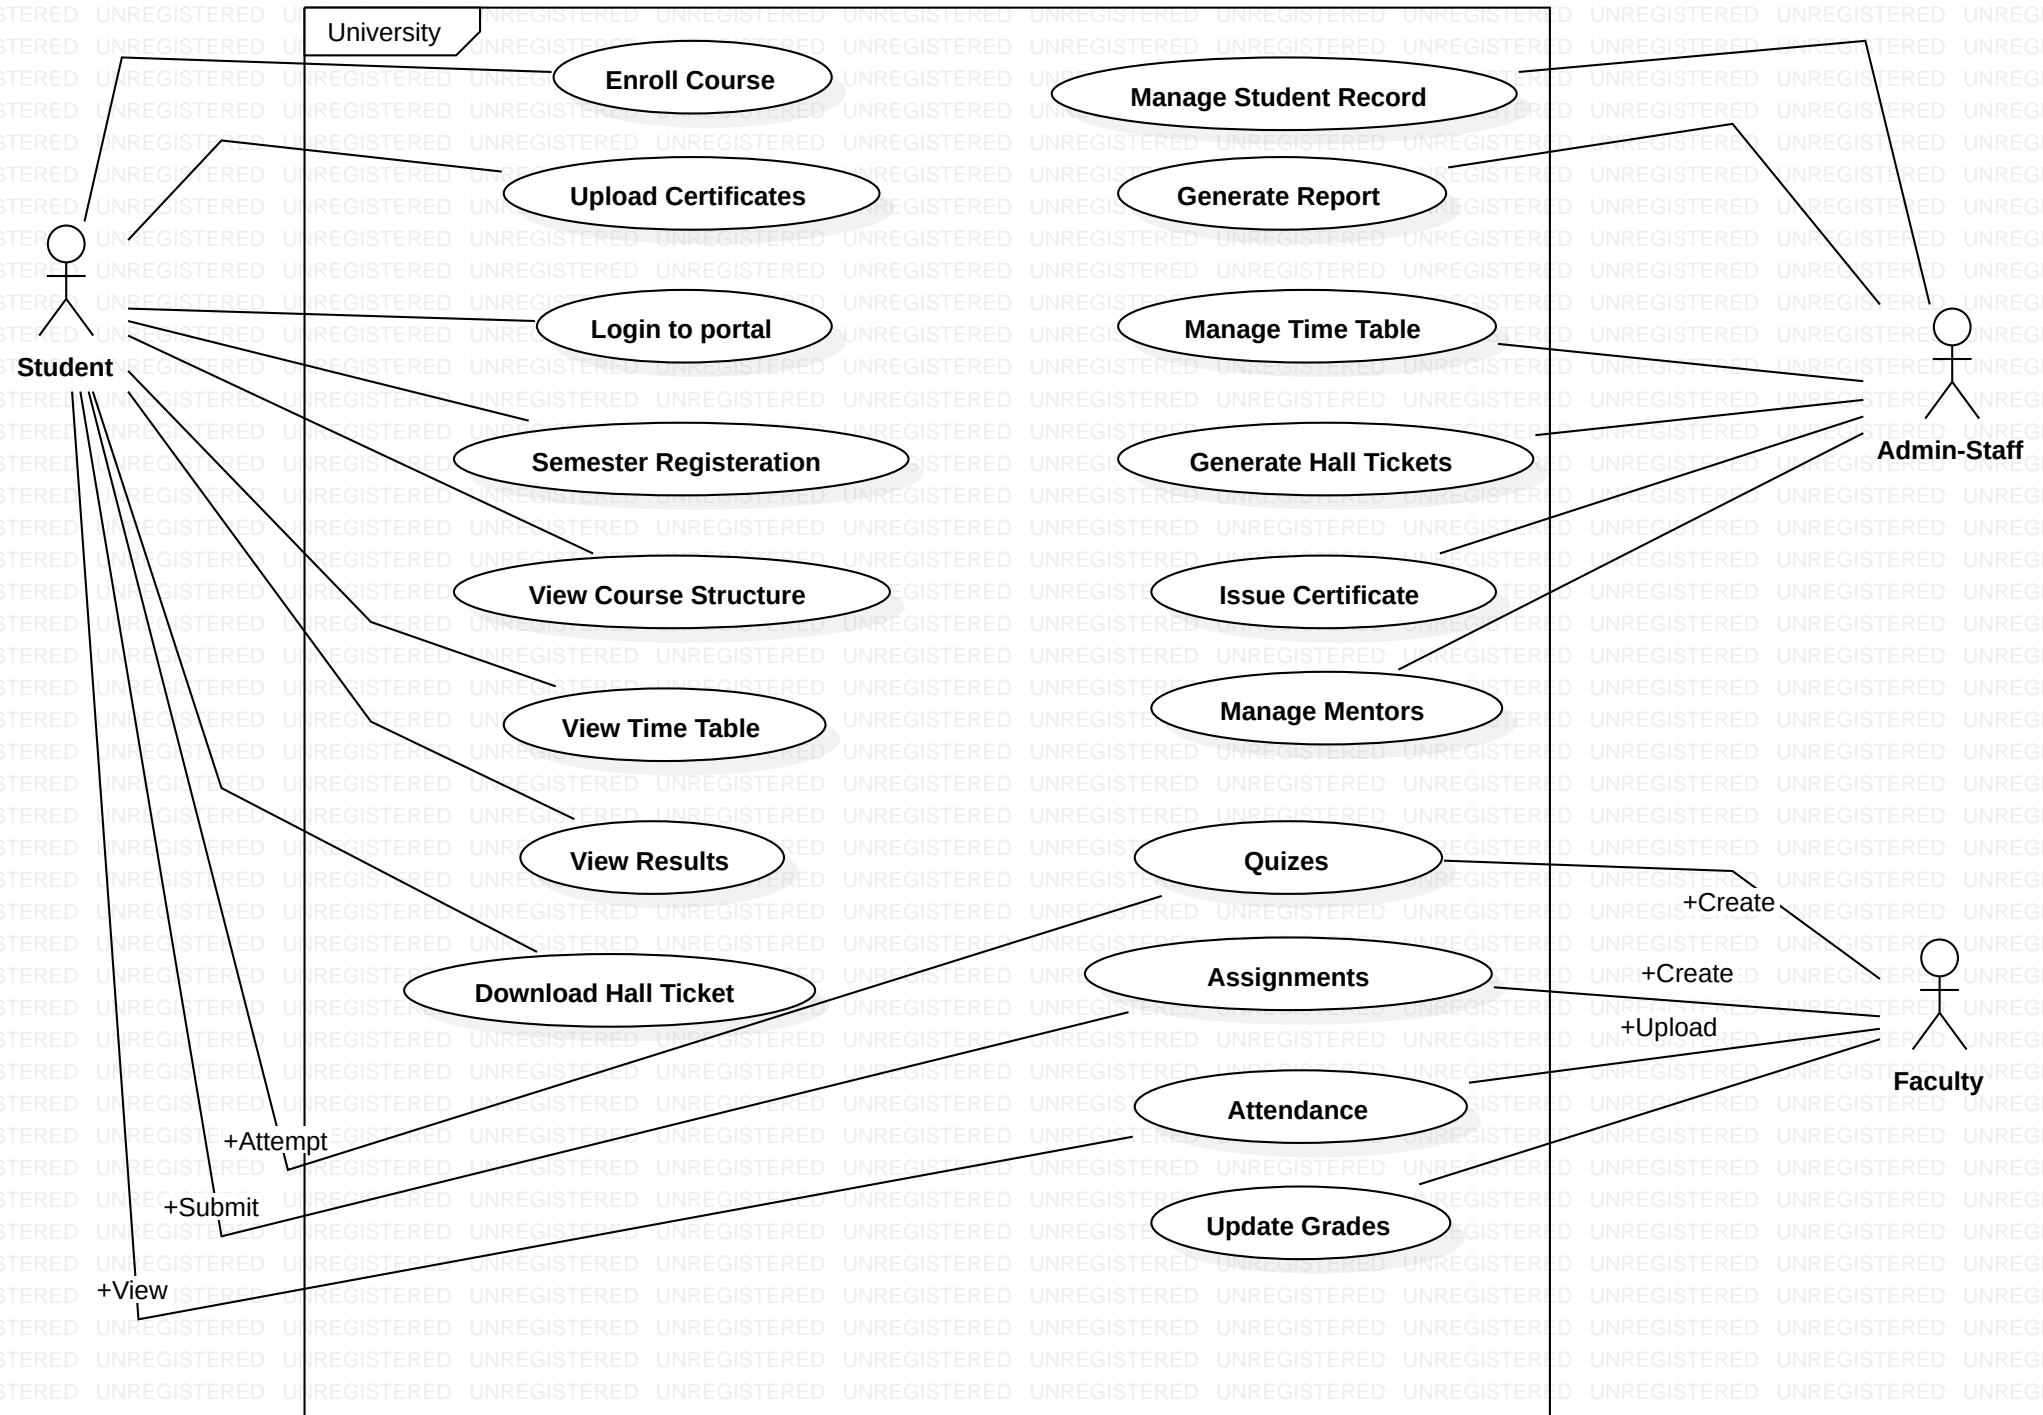 University
Enroll Course
Manage Student Record
Upload Certificates
Generate Report
Login to portal
Manage Time Table
Student
Admin-Staff
Semester Registeration
Generate Hall Tickets
View Course Structure
Issue Certificate
View Time Table
Manage Mentors
View Results
Quizes
+Create
Download Hall Ticket
Assignments
+Create
+Upload
Faculty
Attendance
+Attempt
+Submit
Update Grades
+View
UNREGISTERED